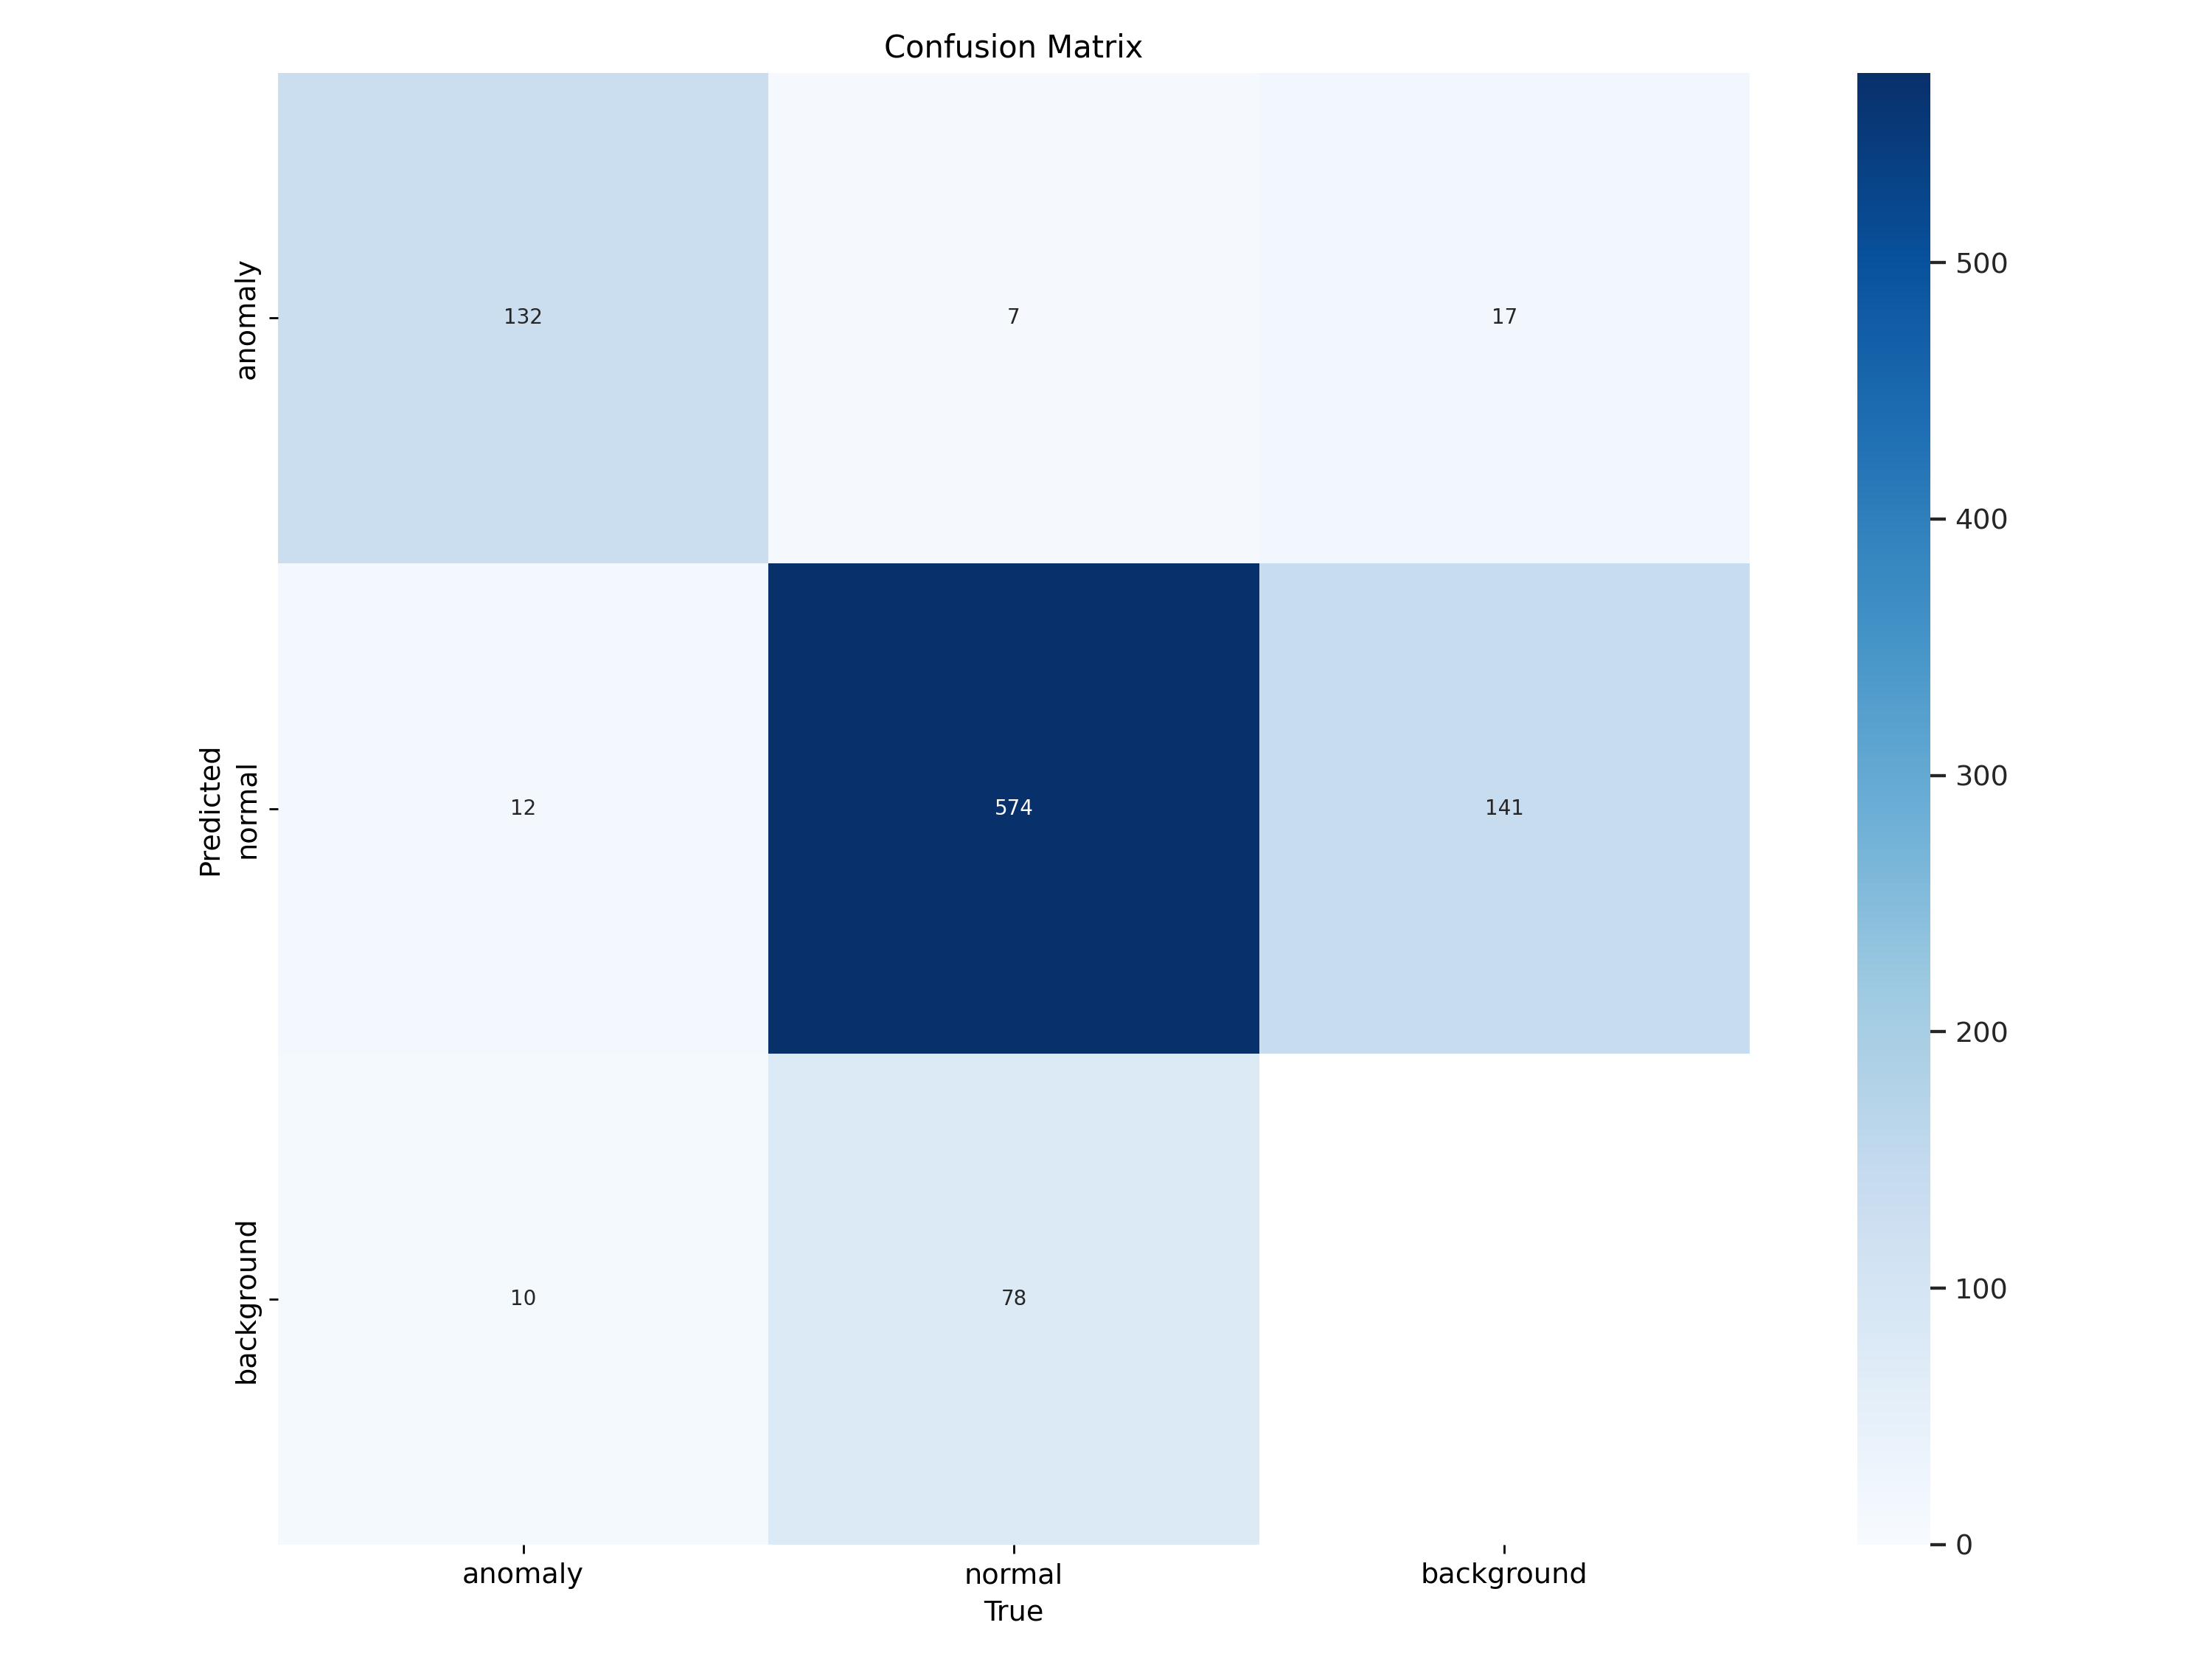 Confusion Matrix
anomaly
132
7
17
500
400
Predicted
normal
12
574
141
300
200
background
10
78
100
0
anomaly
normal
background
True